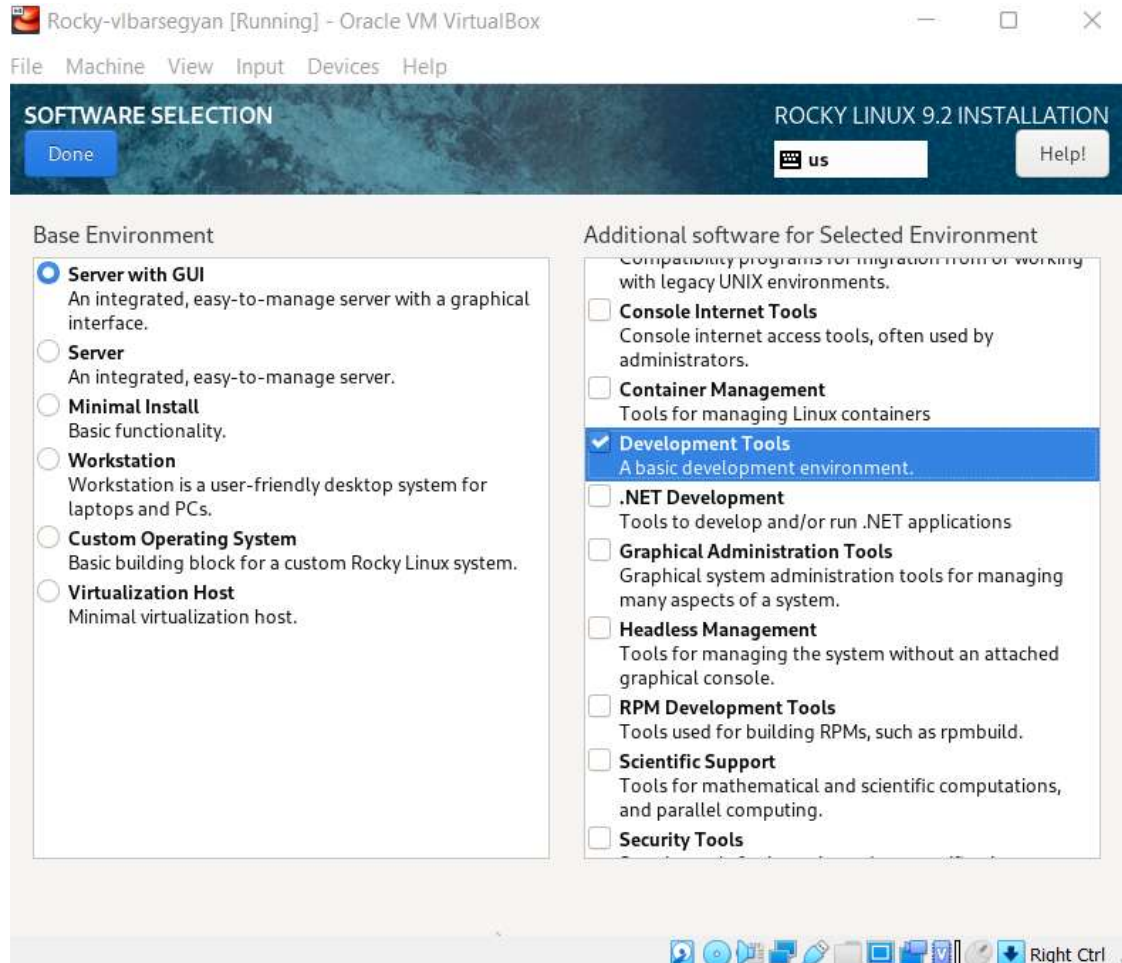 Rocky-vlbarsegyan [Running] - Oracle VM VirtualBox
File Machine View Input Devices Help
SOFTWARE SELECTION
Done
ROCKY LINUX 9.2 INSTALLATION
us
Help!
Base Environment
Server with GUI
An integrated, easy-to-manage server with a graphical
interface.
Server
An integrated, easy-to-manage server.
Minimal Install
Basic functionality.
Workstation
Workstation is a user-friendly desktop system for
laptops and PCs.
Custom Operating System
Basic building block for a custom Rocky Linux system.
Virtualization Host
Minimal virtualization host.
Additional software for Selected Environment
Compatibility programs for migration from or working
with legacy UNIX environments.
Console Internet Tools
Console internet access tools, often used by
administrators.
Container Management
Tools for managing Linux containers
Development Tools
A basic development environment.
.NET Development
Tools to develop and/or run .NET applications
Graphical Administration Tools
Graphical system administration tools for managing
many aspects of a system.
Headless Management
Tools for managing the system without an attached
graphical console.
RPM Development Tools
Tools used for building RPMs, such as rpmbuild.
Scientific Support
Tools for mathematical and scientific computations,
and parallel computing.
Security Tools
Right Ctrl